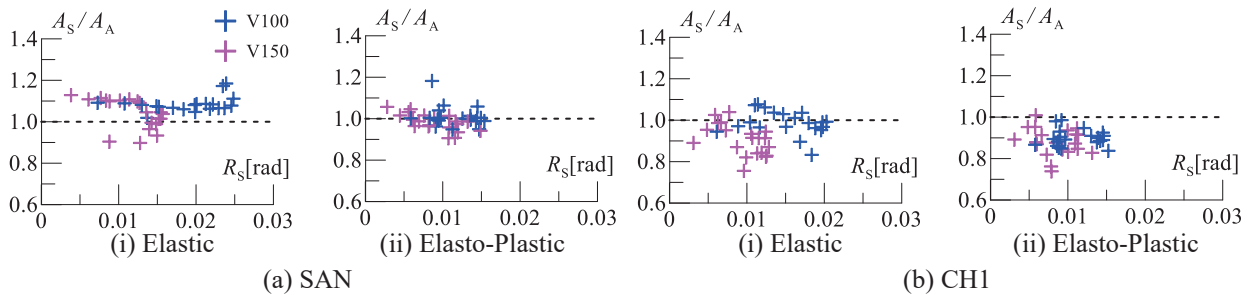 A_S / A_A
1.4
1.2
1.0
0.8
0.6
0 0.01 0.02 0.03
R_S[rad]
V100
V150
(i) Elastic
A_S / A_A
1.4
1.2
1.0
0.8
0.6
0 0.01 0.02 0.03
R_S[rad]
(ii) Elasto-Plastic
(a) SAN
A_S / A_A
1.4
1.2
1.0
0.8
0.6
0 0.01 0.02 0.03
R_S[rad]
(i) Elastic
A_S / A_A
1.4
1.2
1.0
0.8
0.6
0 0.01 0.02 0.03
R_S[rad]
(ii) Elasto-Plastic
(b) CH1